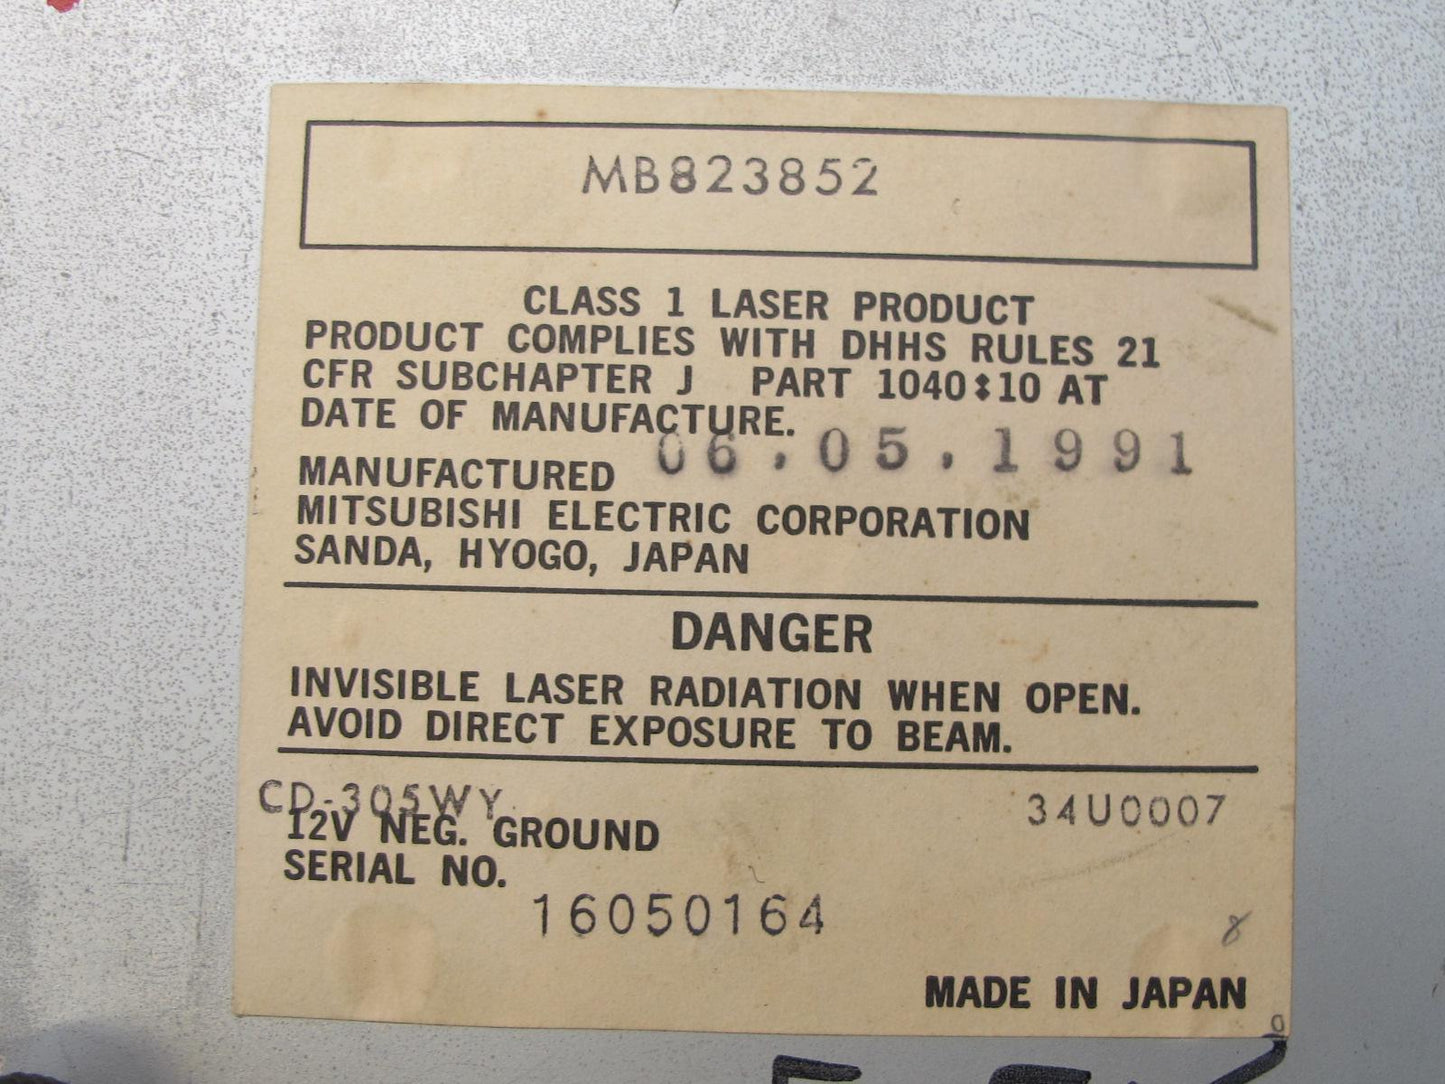 MB823852
CLASS 1 LASER PRODUCT
PRODUCT COMPLIES WITH DHHS RULES 21
CFR SUBCHAPTER J PART 1040:10 AT
DATE OF MANUFACTURE.
06.05.1991
MANUFACTURED
MITSUBISHI ELECTRIC CORPORATION
SANDA, HYOGO, JAPAN
DANGER
INVISIBLE LASER RADIATION WHEN OPEN.
AVOID DIRECT EXPOSURE TO BEAM.
CD-305WY 34U0007
12V NEG. GROUND
SERIAL NO.
16050164
8
MADE IN JAPAN